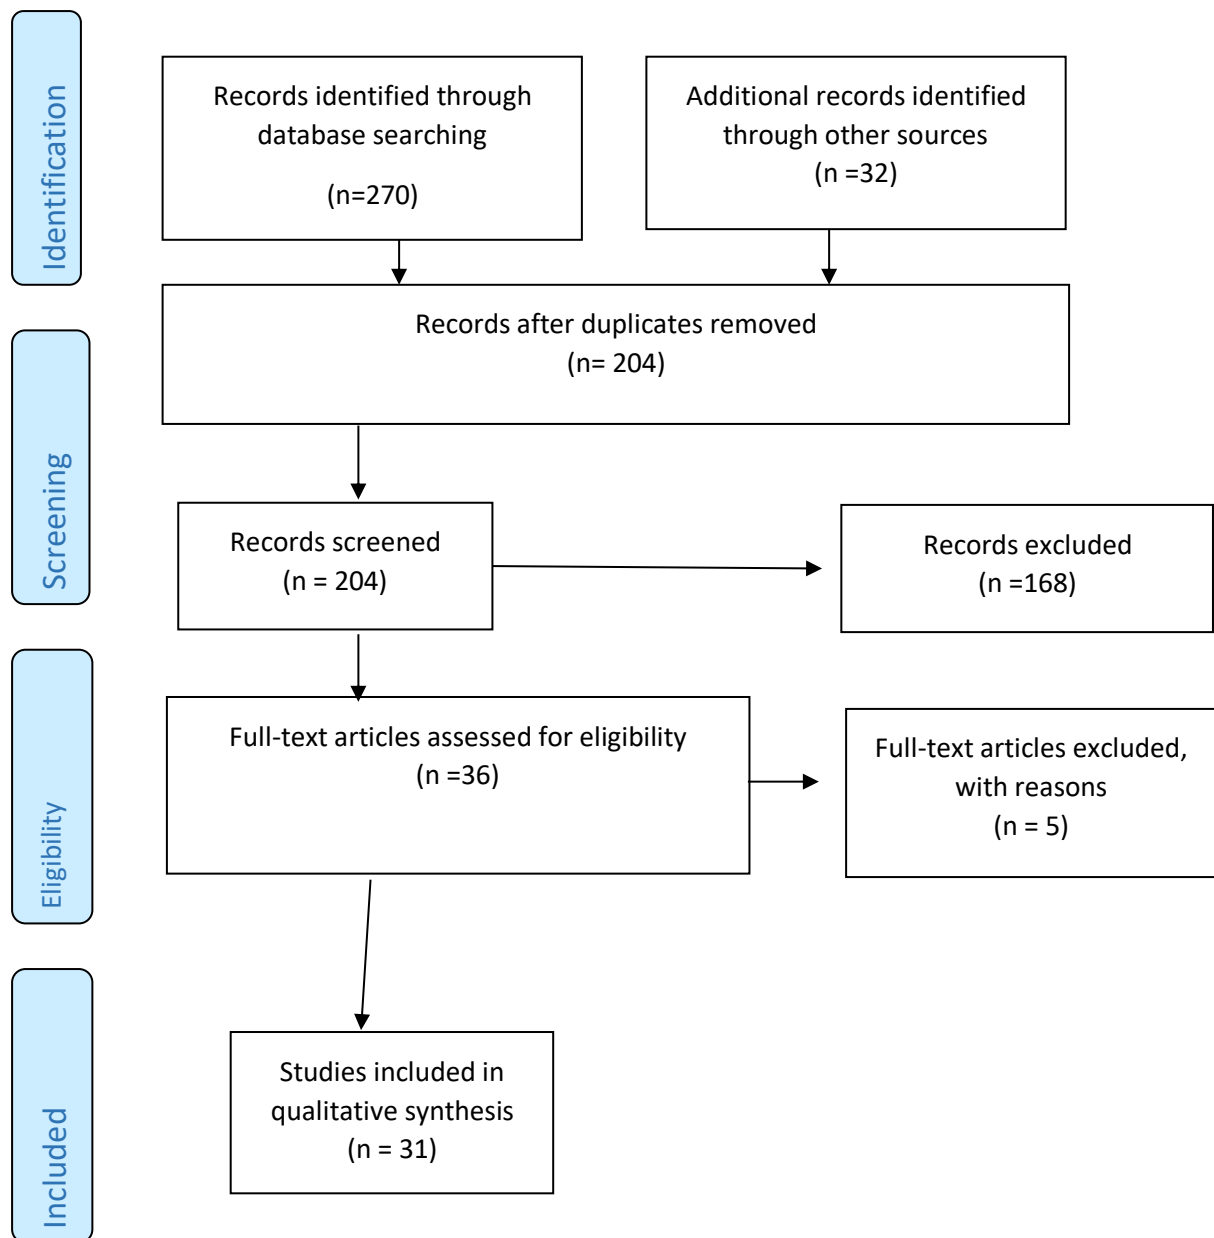 Identification
Records identified through
database searching
(n=270)
Additional records identified
through other sources
(n =32)
Records after duplicates removed
(n= 204)
Screening
Records screened
(n = 204)
Records excluded
(n =168)
Eligibility
Full-text articles assessed for eligibility
(n =36)
Full-text articles excluded,
with reasons
(n = 5)
Included
Studies included in
qualitative synthesis
(n = 31)